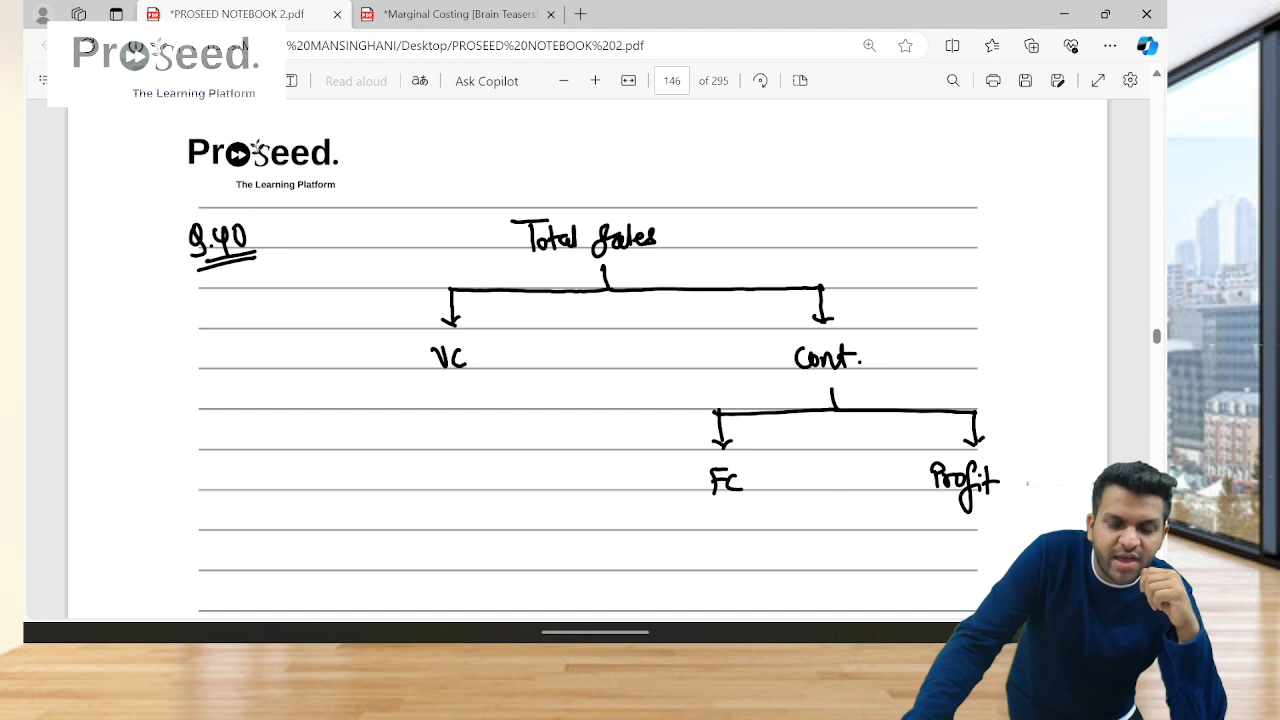 *PROSEED NOTEBOOK 2.pdf
*Marginal Costing [Brain Teasers]
%20MANSINGHANI/Desktop/PROSEED%20NOTEBOOK%202.pdf
Proseed.
The Learning Platform
Read aloud
Ask Copilot
146 of 295
Proseed.
The Learning Platform
Q.40
Total Sales
VC
Cont.
FC
Profit